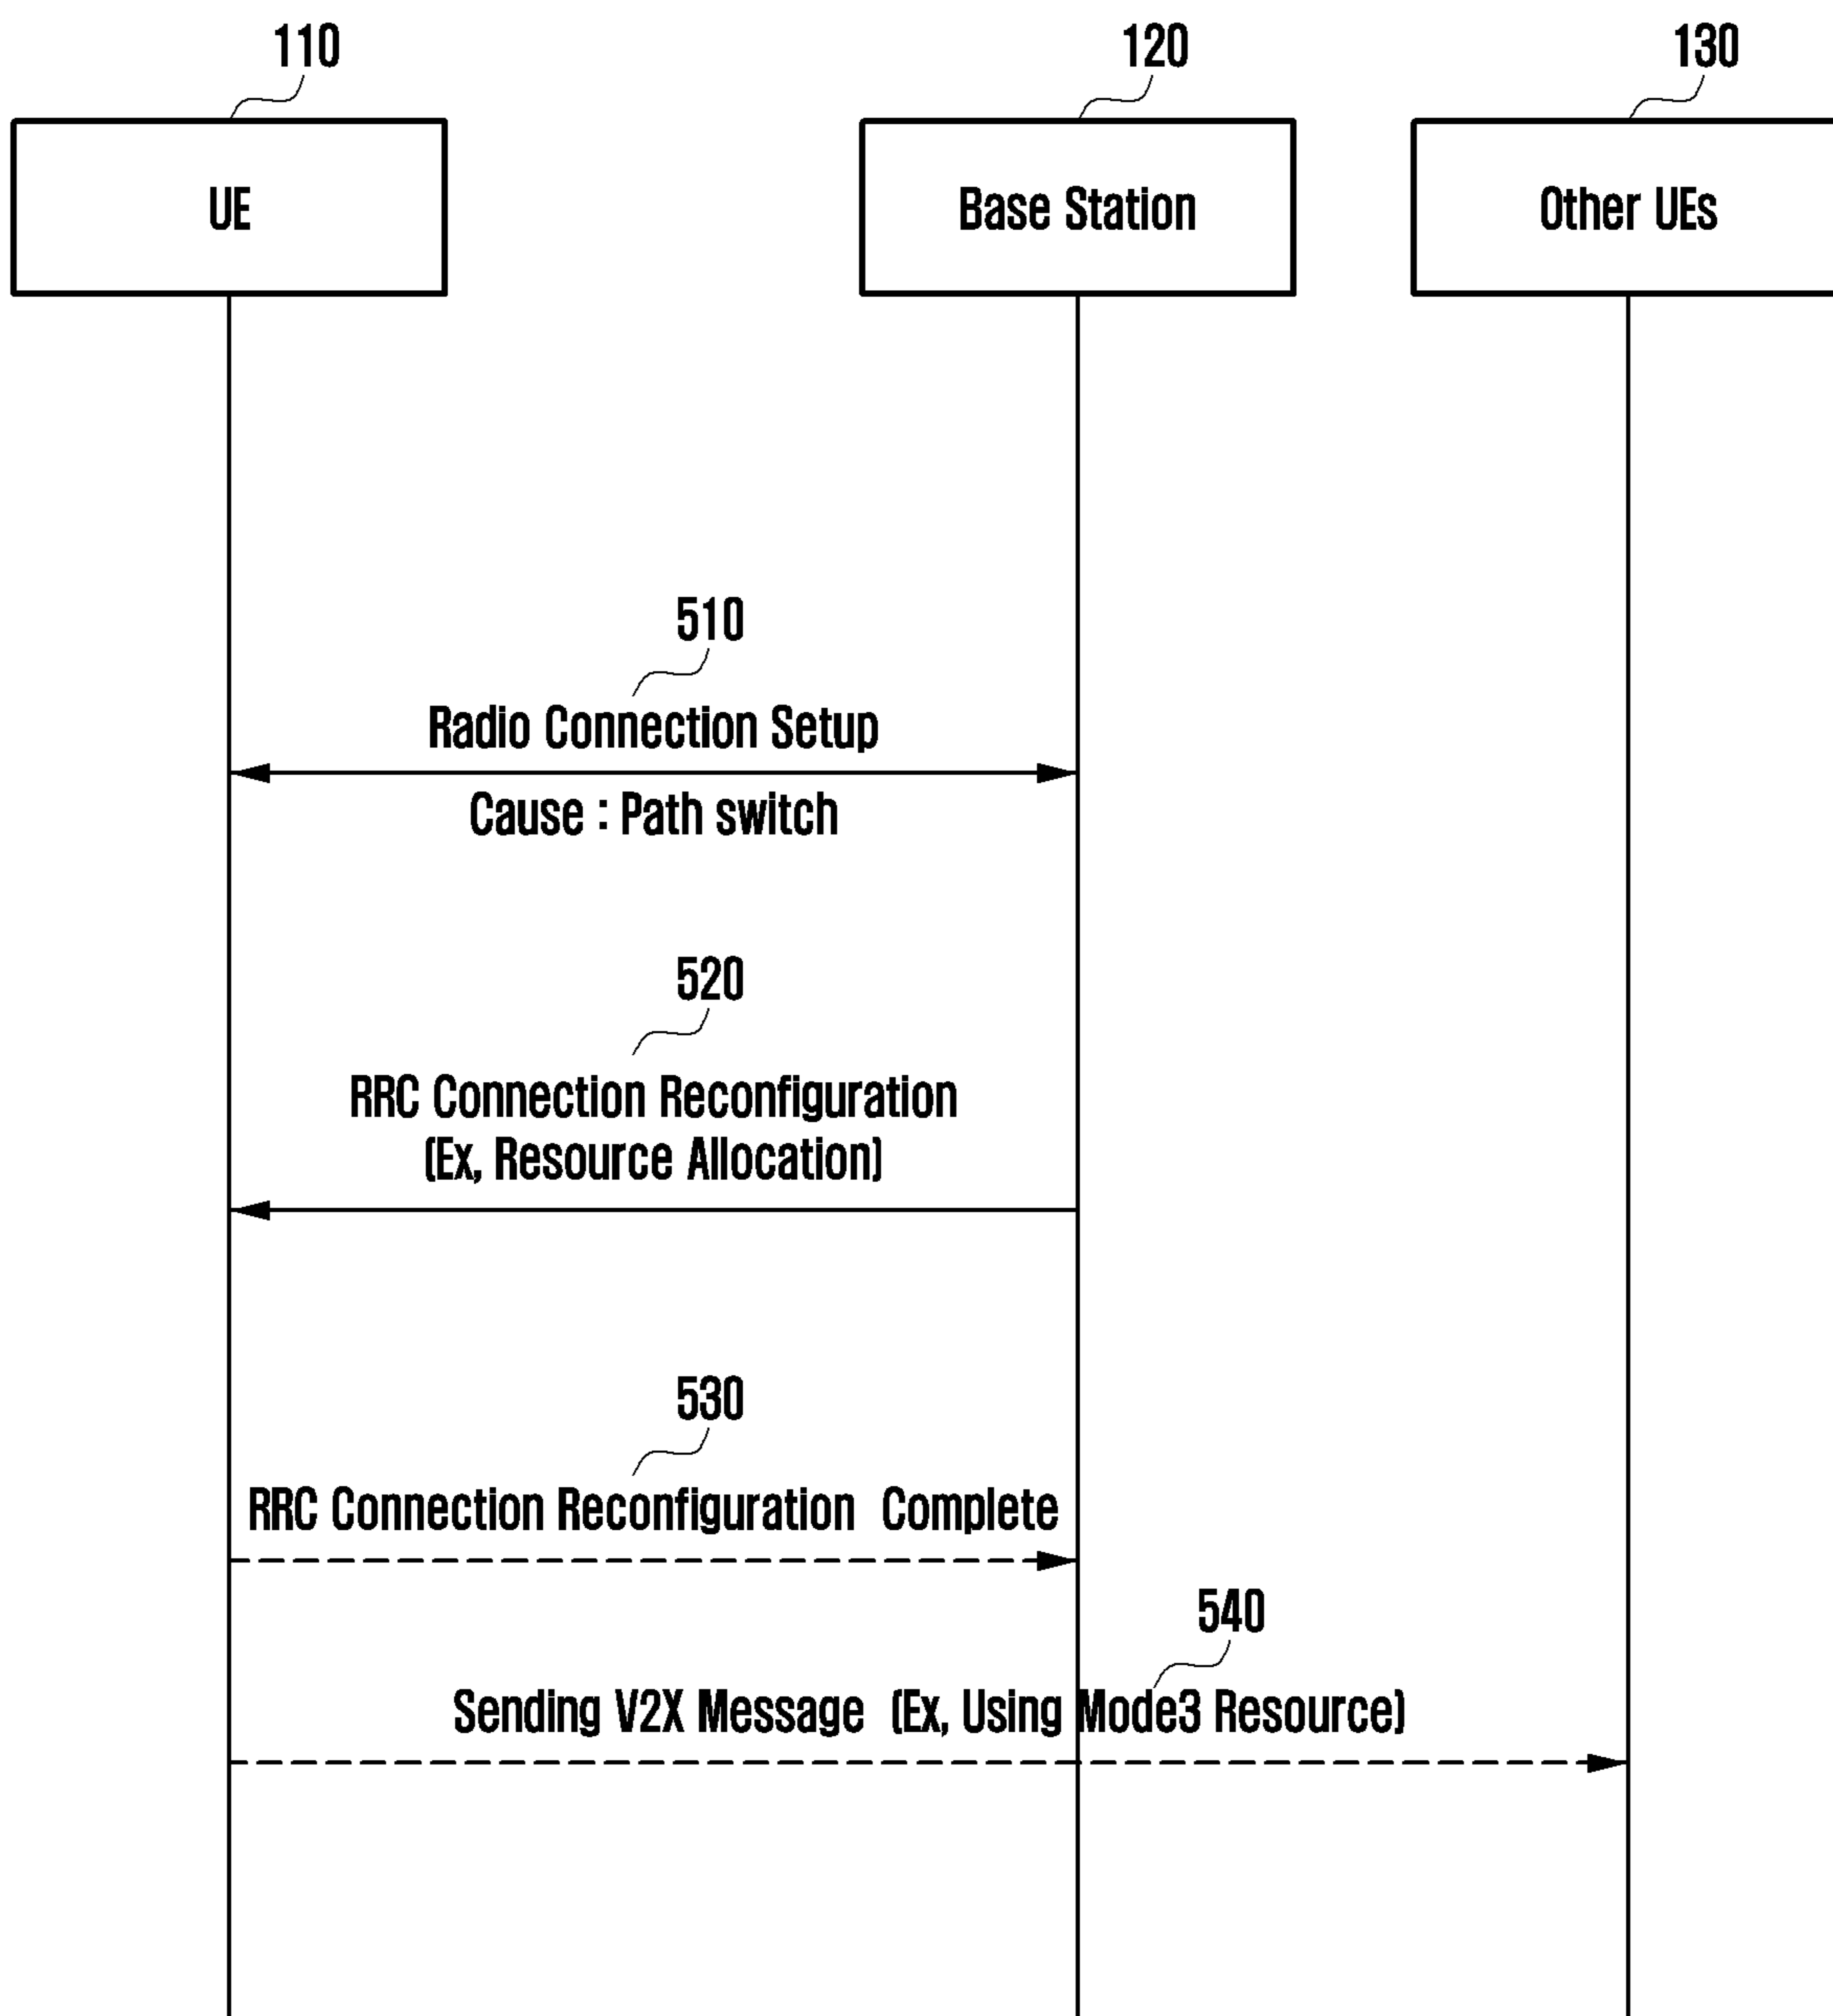 110
120
130
UE
Base Station
Other UEs
510
Radio Connection Setup
Cause : Path switch
520
RRC Connection Reconfiguration
(Ex, Resource Allocation)
530
RRC Connection Reconfiguration Complete
540
Sending V2X Message (Ex, Using Mode3 Resource)